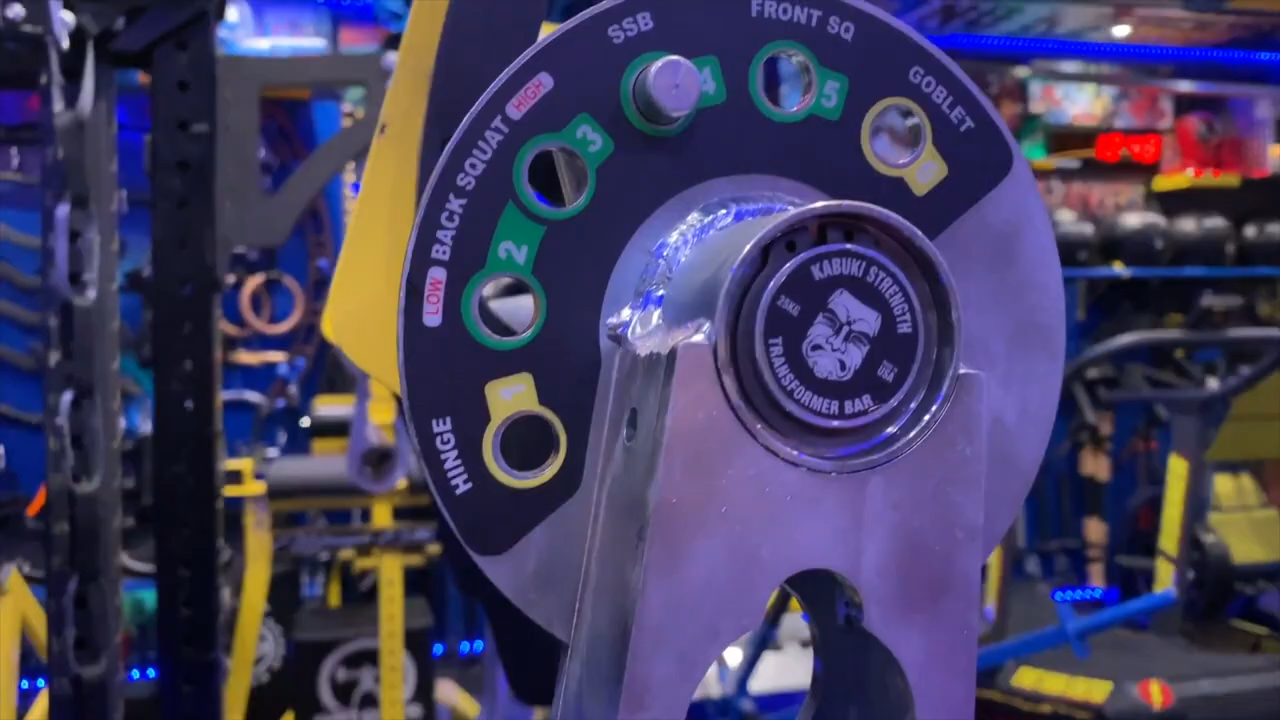 SSB
FRONT SQ
GOBLET
4
5
3
HIGH
BACK SQUAT
LOW
2
1
HINGE
KABUKI STRENGTH
25KG
USA
TRANSFORMER BAR